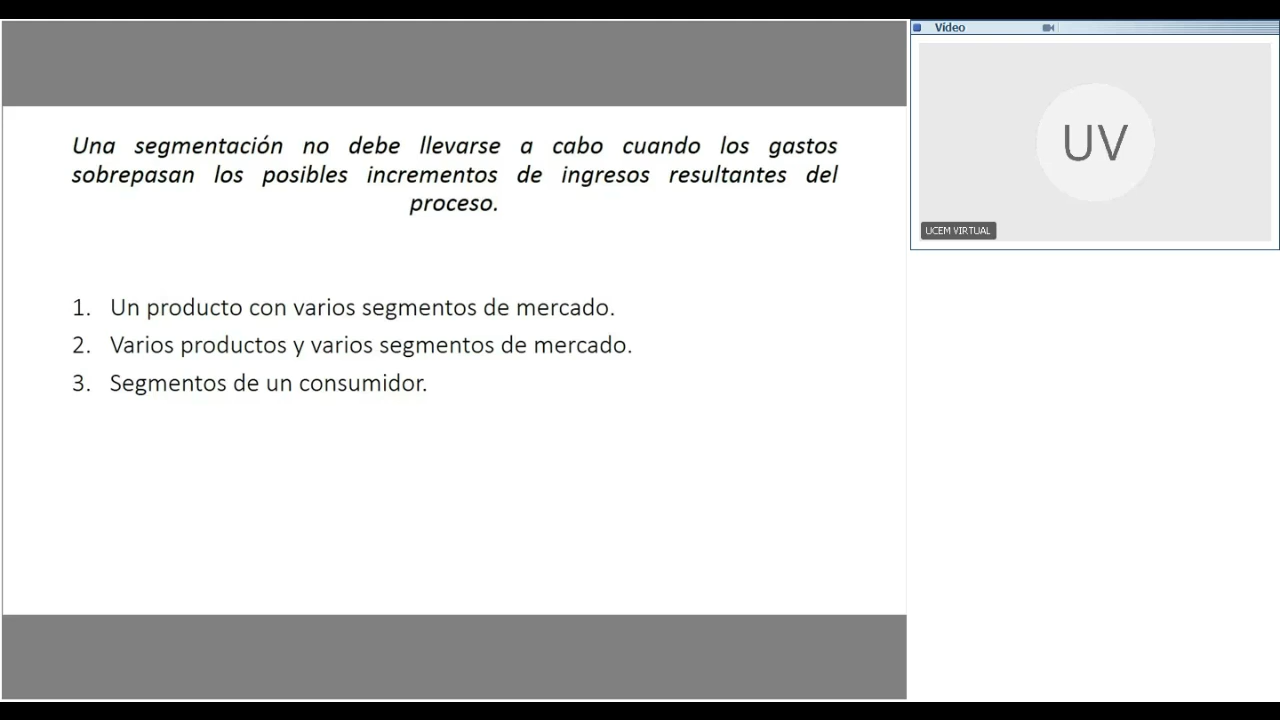 Una segmentación no debe llevarse a cabo cuando los gastos
sobrepasan los posibles incrementos de ingresos resultantes del
proceso.
1. Un producto con varios segmentos de mercado.
2. Varios productos y varios segmentos de mercado.
3. Segmentos de un consumidor.
Vídeo
UV
UCEM VIRTUAL